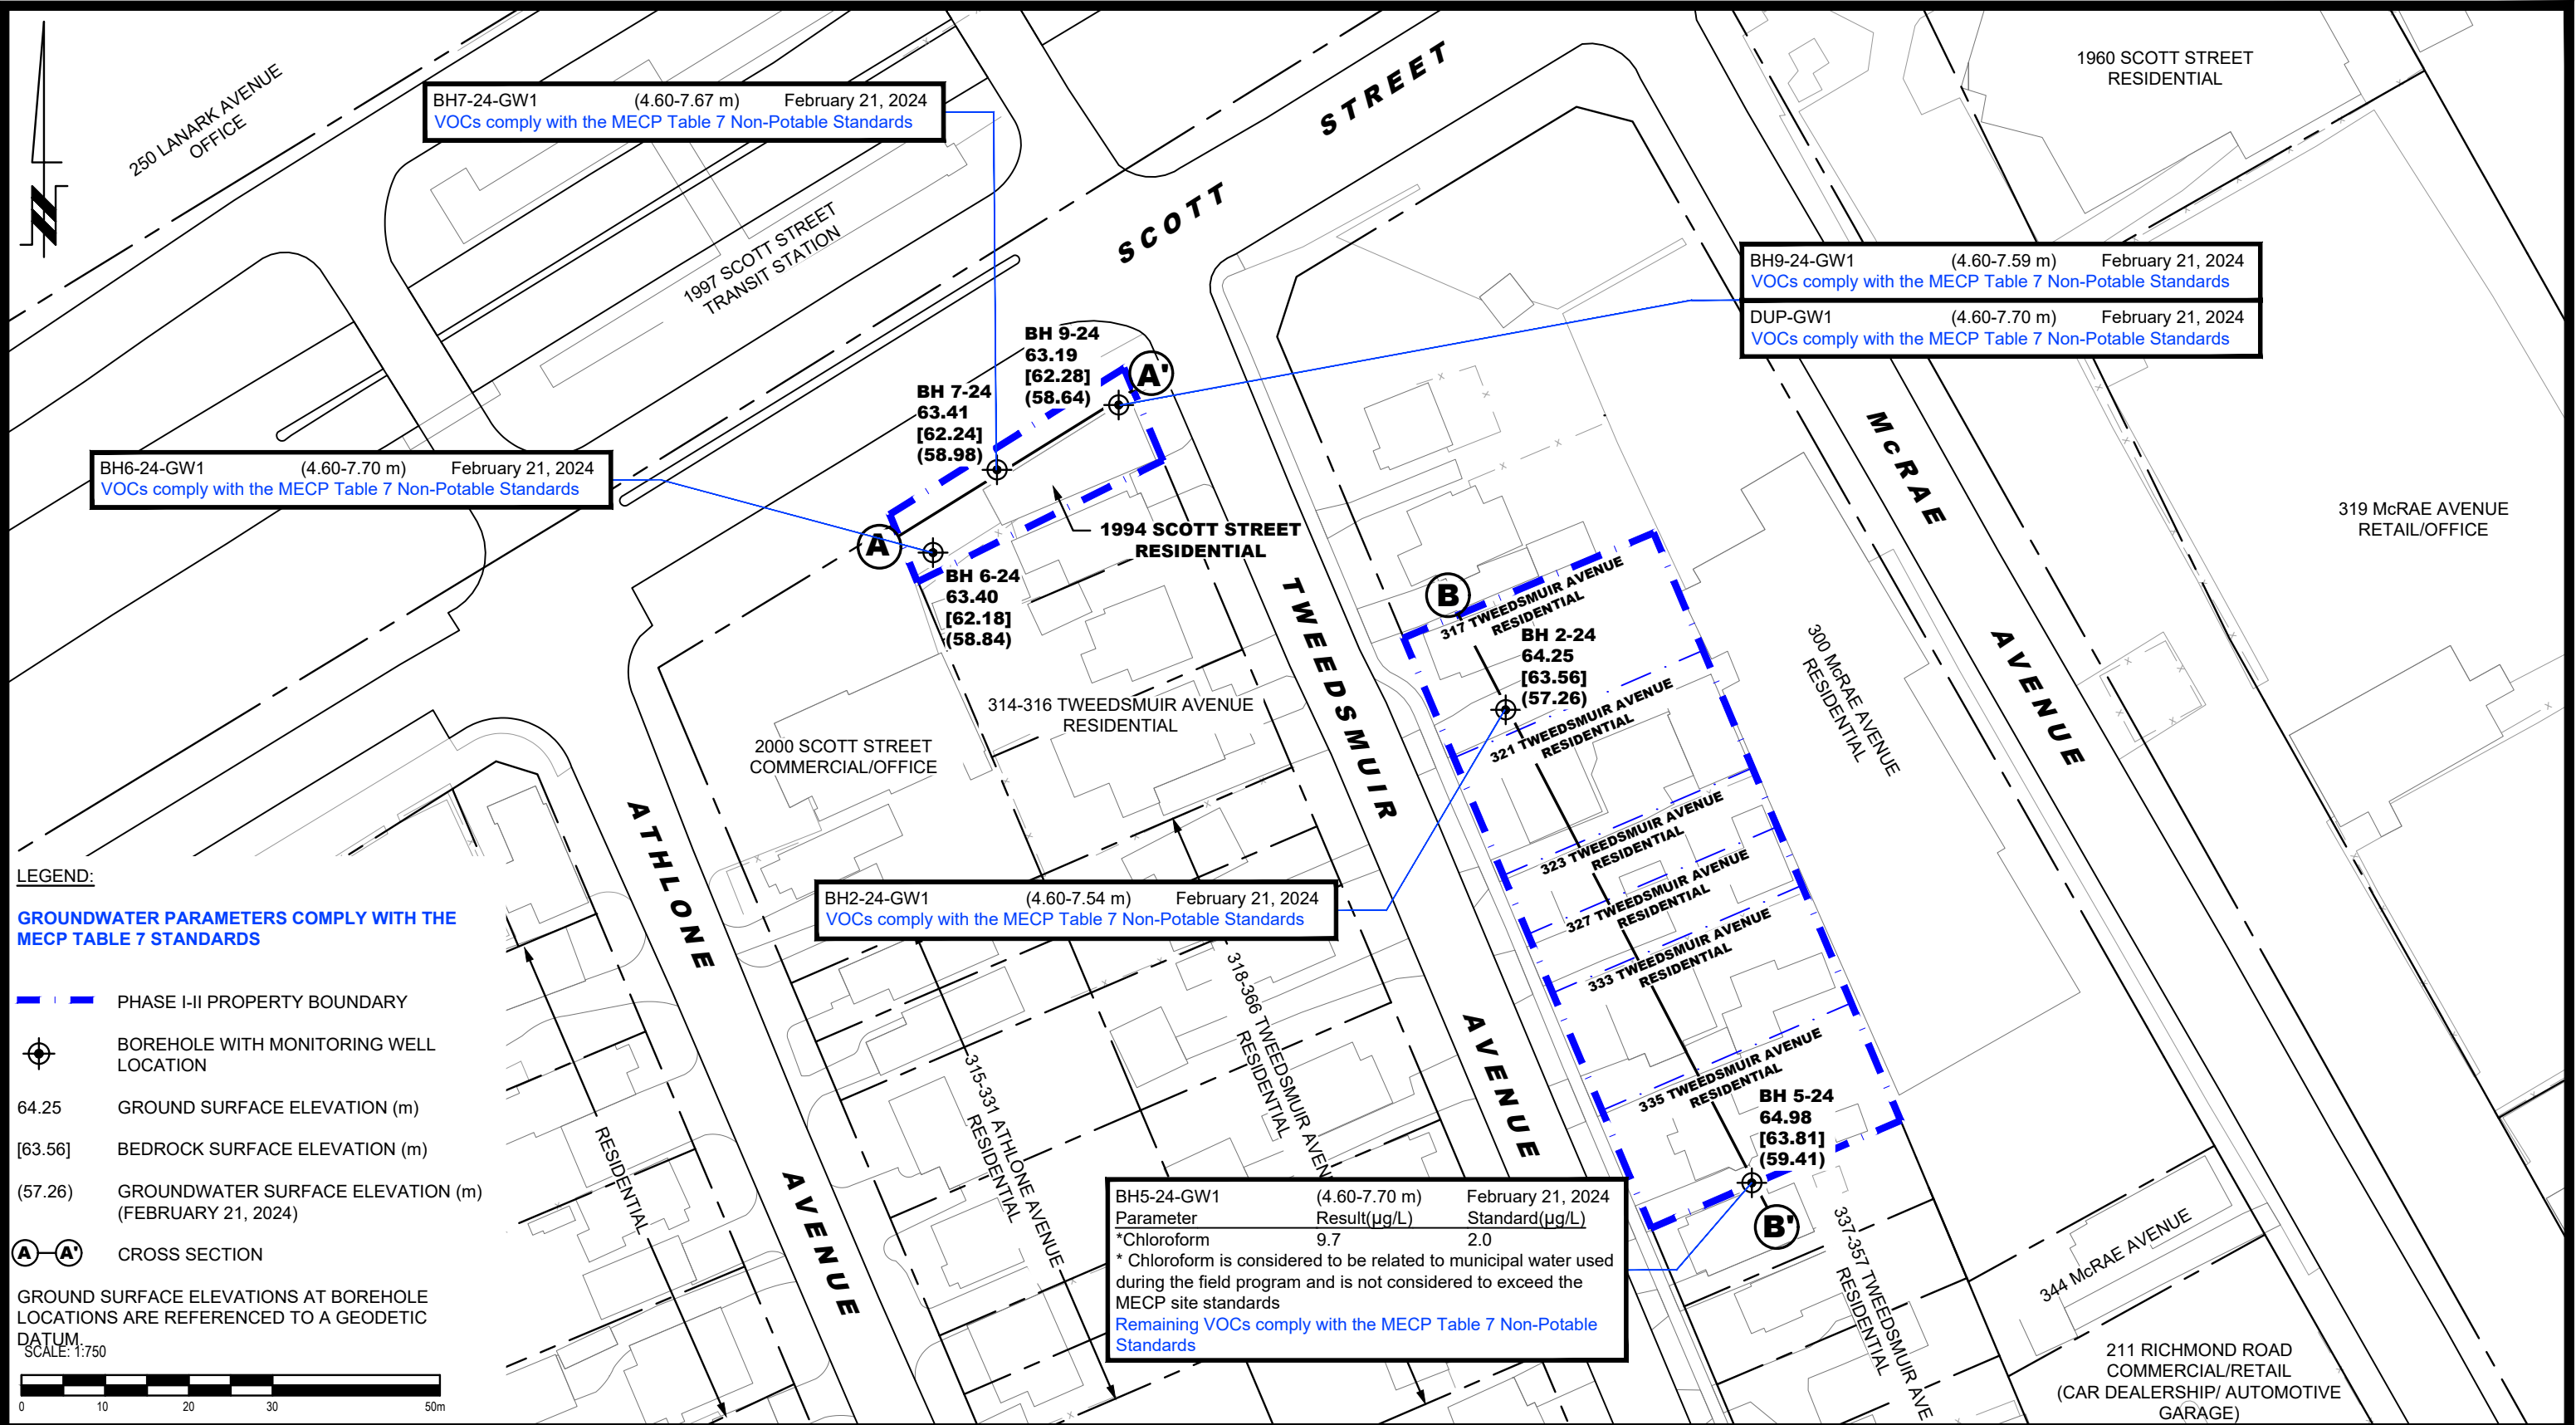 250 LANARK AVENUE
OFFICE
BH7-24-GW1 (4.60-7.67 m) February 21, 2024
VOCs comply with the MECP Table 7 Non-Potable Standards
SCOTT STREET
1960 SCOTT STREET
RESIDENTIAL
1997 SCOTT STREET
TRANSIT STATION
BH9-24-GW1 (4.60-7.59 m) February 21, 2024
VOCs comply with the MECP Table 7 Non-Potable Standards
DUP-GW1 (4.60-7.70 m) February 21, 2024
VOCs comply with the MECP Table 7 Non-Potable Standards
BH 9-24
63.19
[62.28]
(58.64)
A'
BH 7-24
63.41
[62.24]
(58.98)
BH6-24-GW1 (4.60-7.70 m) February 21, 2024
VOCs comply with the MECP Table 7 Non-Potable Standards
A
1994 SCOTT STREET
RESIDENTIAL
BH 6-24
63.40
[62.18]
(58.84)
McRAE AVENUE
319 McRAE AVENUE
RETAIL/OFFICE
TWEEDSMUIR AVENUE
B
317 TWEEDSMUIR AVENUE
RESIDENTIAL
BH 2-24
64.25
[63.56]
(57.26)
321 TWEEDSMUIR AVENUE
RESIDENTIAL
300 McRAE AVENUE
RESIDENTIAL
314-316 TWEEDSMUIR AVENUE
RESIDENTIAL
2000 SCOTT STREET
COMMERCIAL/OFFICE
323 TWEEDSMUIR AVENUE
RESIDENTIAL
327 TWEEDSMUIR AVENUE
RESIDENTIAL
333 TWEEDSMUIR AVENUE
RESIDENTIAL
335 TWEEDSMUIR AVENUE
RESIDENTIAL
ATHLONE AVENUE
BH2-24-GW1 (4.60-7.54 m) February 21, 2024
VOCs comply with the MECP Table 7 Non-Potable Standards
318-366 TWEEDSMUIR AVENU
RESIDENTIAL
315-331 ATHLONE AVENUE
RESIDENTIAL
RESIDENTIAL
BH 5-24
64.98
[63.81]
(59.41)
B'
BH5-24-GW1 (4.60-7.70 m) February 21, 2024
Parameter Result(µg/L) Standard(µg/L)
*Chloroform 9.7 2.0
* Chloroform is considered to be related to municipal water used
during the field program and is not considered to exceed the
MECP site standards
Remaining VOCs comply with the MECP Table 7 Non-Potable
Standards
337-357 TWEEDSMUIR AVE
RESIDENTIAL
344 McRAE AVENUE
211 RICHMOND ROAD
COMMERCIAL/RETAIL
(CAR DEALERSHIP/ AUTOMOTIVE
GARAGE)
LEGEND:
GROUNDWATER PARAMETERS COMPLY WITH THE
MECP TABLE 7 STANDARDS
PHASE I-II PROPERTY BOUNDARY
BOREHOLE WITH MONITORING WELL
LOCATION
64.25 GROUND SURFACE ELEVATION (m)
[63.56] BEDROCK SURFACE ELEVATION (m)
(57.26) GROUNDWATER SURFACE ELEVATION (m)
(FEBRUARY 21, 2024)
A A' CROSS SECTION
GROUND SURFACE ELEVATIONS AT BOREHOLE
LOCATIONS ARE REFERENCED TO A GEODETIC
DATUM.
SCALE: 1:750
0 10 20 30 50m